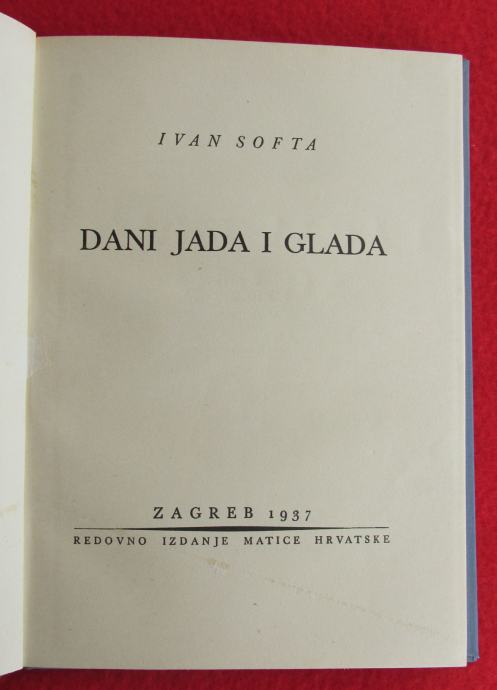 IVAN SOFTA
DANI JADA I GLADA
ZAGREB 1937
REDOVNO IZDANJE MATICE HRVATSKE